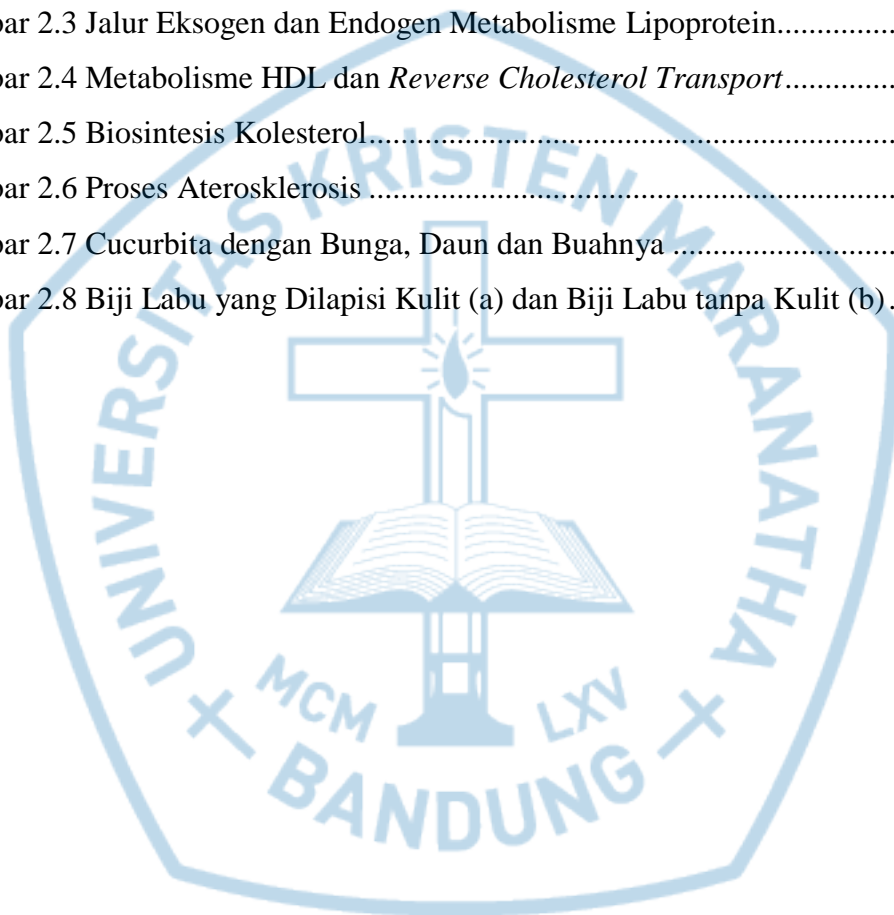 bar 2.3 Jalur Eksogen dan Endogen Metabolisme Lipoprotein...............
bar 2.4 Metabolisme HDL dan Reverse Cholesterol Transport..............
bar 2.5 Biosintesis Kolesterol..................................................................
bar 2.6 Proses Aterosklerosis ..................................................................
bar 2.7 Cucurbita dengan Bunga, Daun dan Buahnya ............................
bar 2.8 Biji Labu yang Dilapisi Kulit (a) dan Biji Labu tanpa Kulit (b).
UNIVERSITAS KRISTEN MARANATHA
MCM LXV
BANDUNG